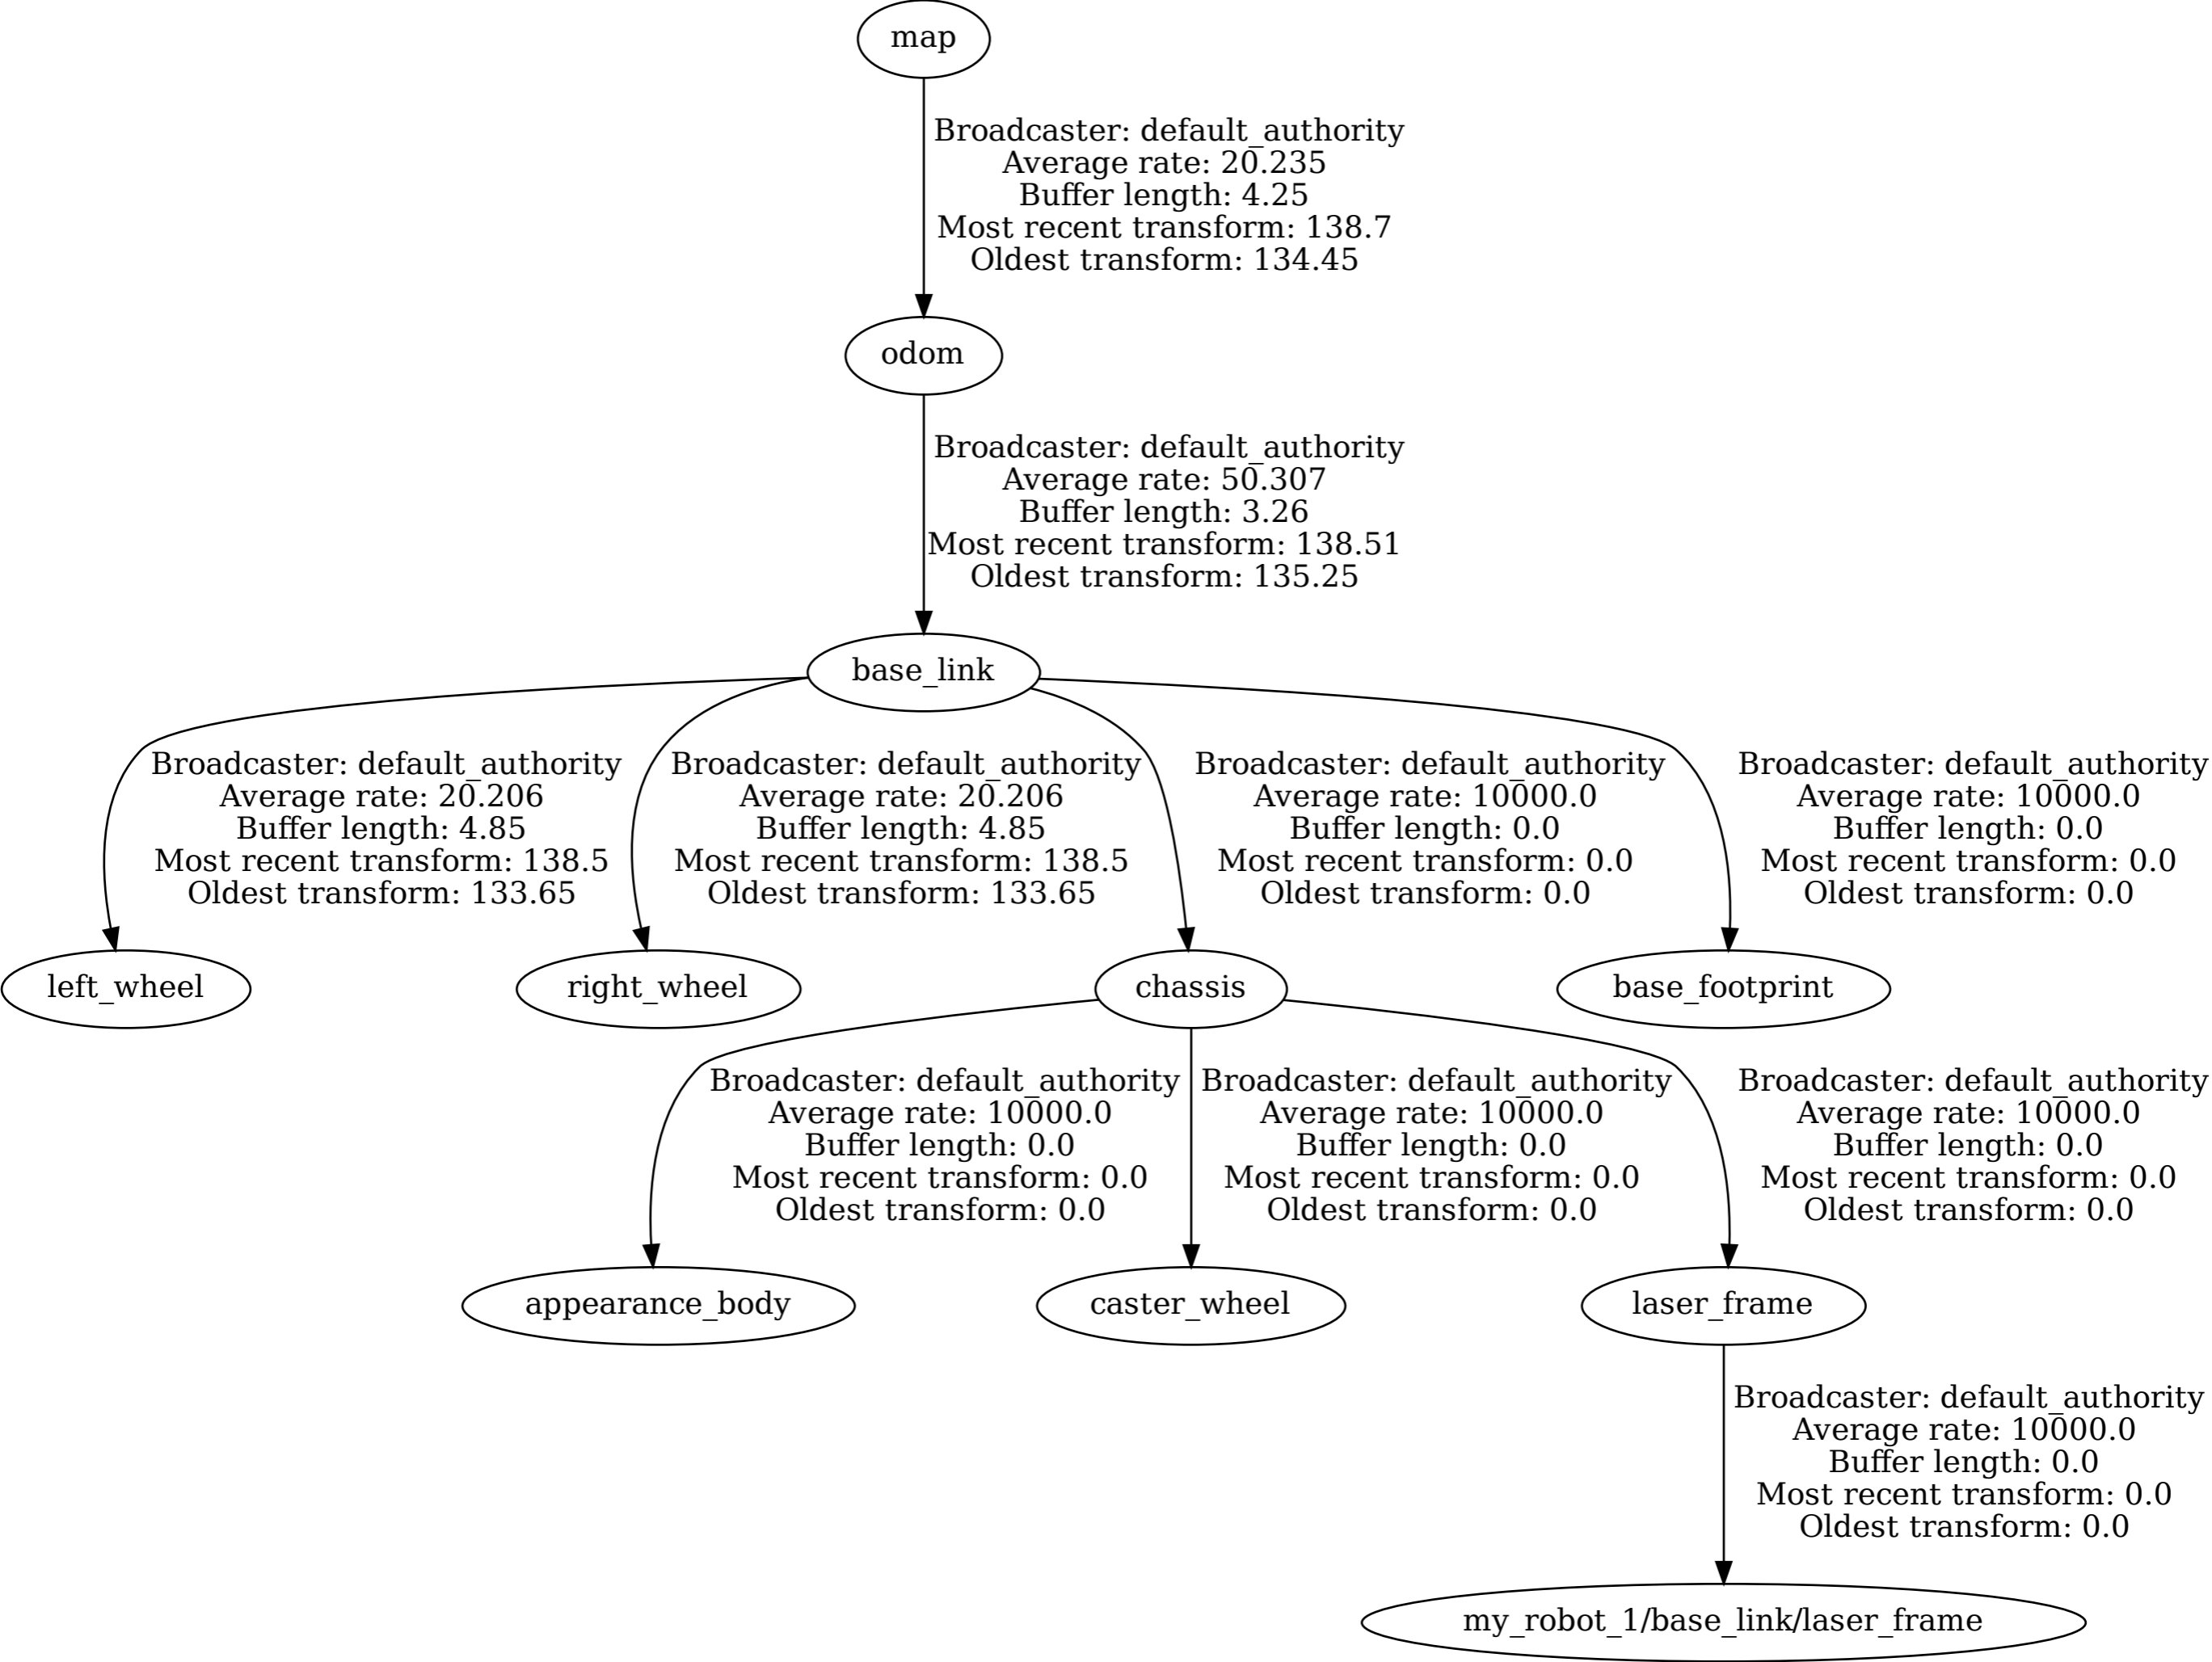 map
Broadcaster: default_authority
Average rate: 20.235
Buffer length: 4.25
Most recent transform: 138.7
Oldest transform: 134.45
odom
Broadcaster: default_authority
Average rate: 50.307
Buffer length: 3.26
Most recent transform: 138.51
Oldest transform: 135.25
base_link
Broadcaster: default_authority
Average rate: 20.206
Buffer length: 4.85
Most recent transform: 138.5
Oldest transform: 133.65
Broadcaster: default_authority
Average rate: 20.206
Buffer length: 4.85
Most recent transform: 138.5
Oldest transform: 133.65
Broadcaster: default_authority
Average rate: 10000.0
Buffer length: 0.0
Most recent transform: 0.0
Oldest transform: 0.0
Broadcaster: default_authority
Average rate: 10000.0
Buffer length: 0.0
Most recent transform: 0.0
Oldest transform: 0.0
left_wheel
right_wheel
chassis
base_footprint
Broadcaster: default_authority
Average rate: 10000.0
Buffer length: 0.0
Most recent transform: 0.0
Oldest transform: 0.0
Broadcaster: default_authority
Average rate: 10000.0
Buffer length: 0.0
Most recent transform: 0.0
Oldest transform: 0.0
Broadcaster: default_authority
Average rate: 10000.0
Buffer length: 0.0
Most recent transform: 0.0
Oldest transform: 0.0
appearance_body
caster_wheel
laser_frame
Broadcaster: default_authority
Average rate: 10000.0
Buffer length: 0.0
Most recent transform: 0.0
Oldest transform: 0.0
my_robot_1/base_link/laser_frame